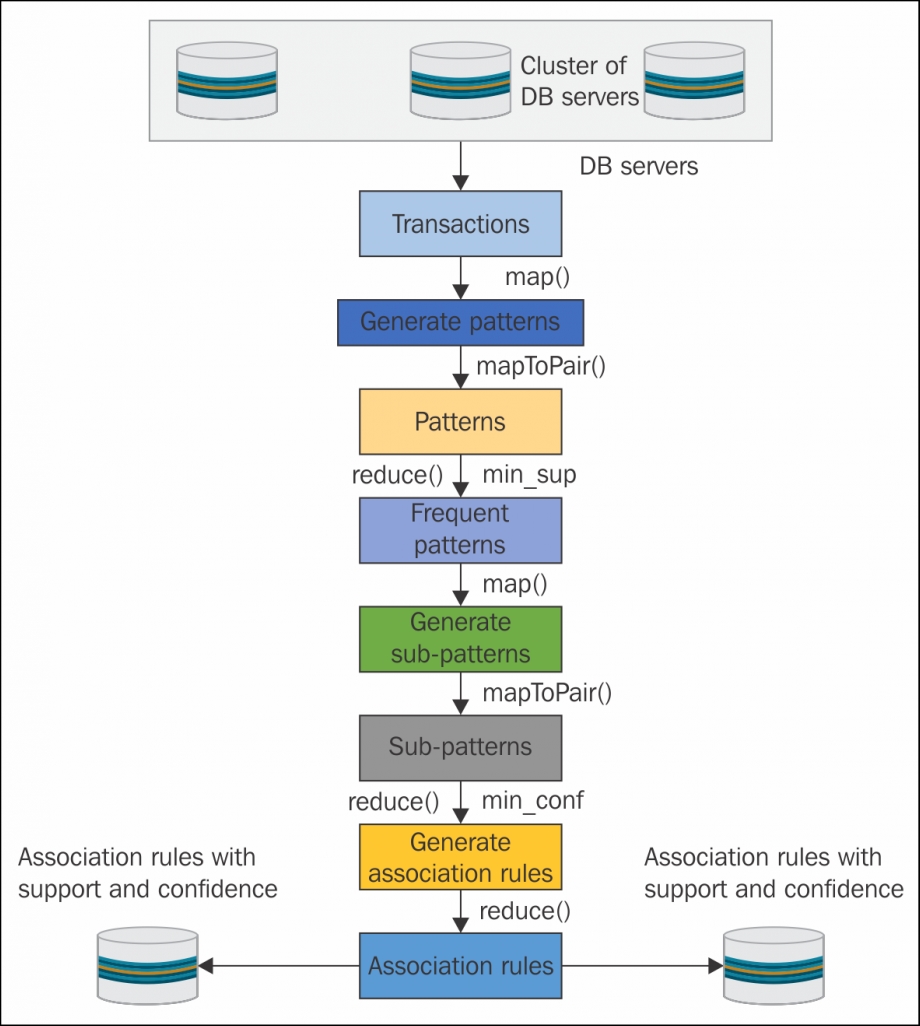 Cluster of
DB servers
DB servers
Transactions
map()
Generate patterns
mapToPair()
Patterns
reduce() min_sup
Frequent
patterns
map()
Generate
sub-patterns
mapToPair()
Sub-patterns
reduce() min_conf
Generate
association rules
Association rules with
support and confidence
Association rules with
support and confidence
reduce()
Association rules